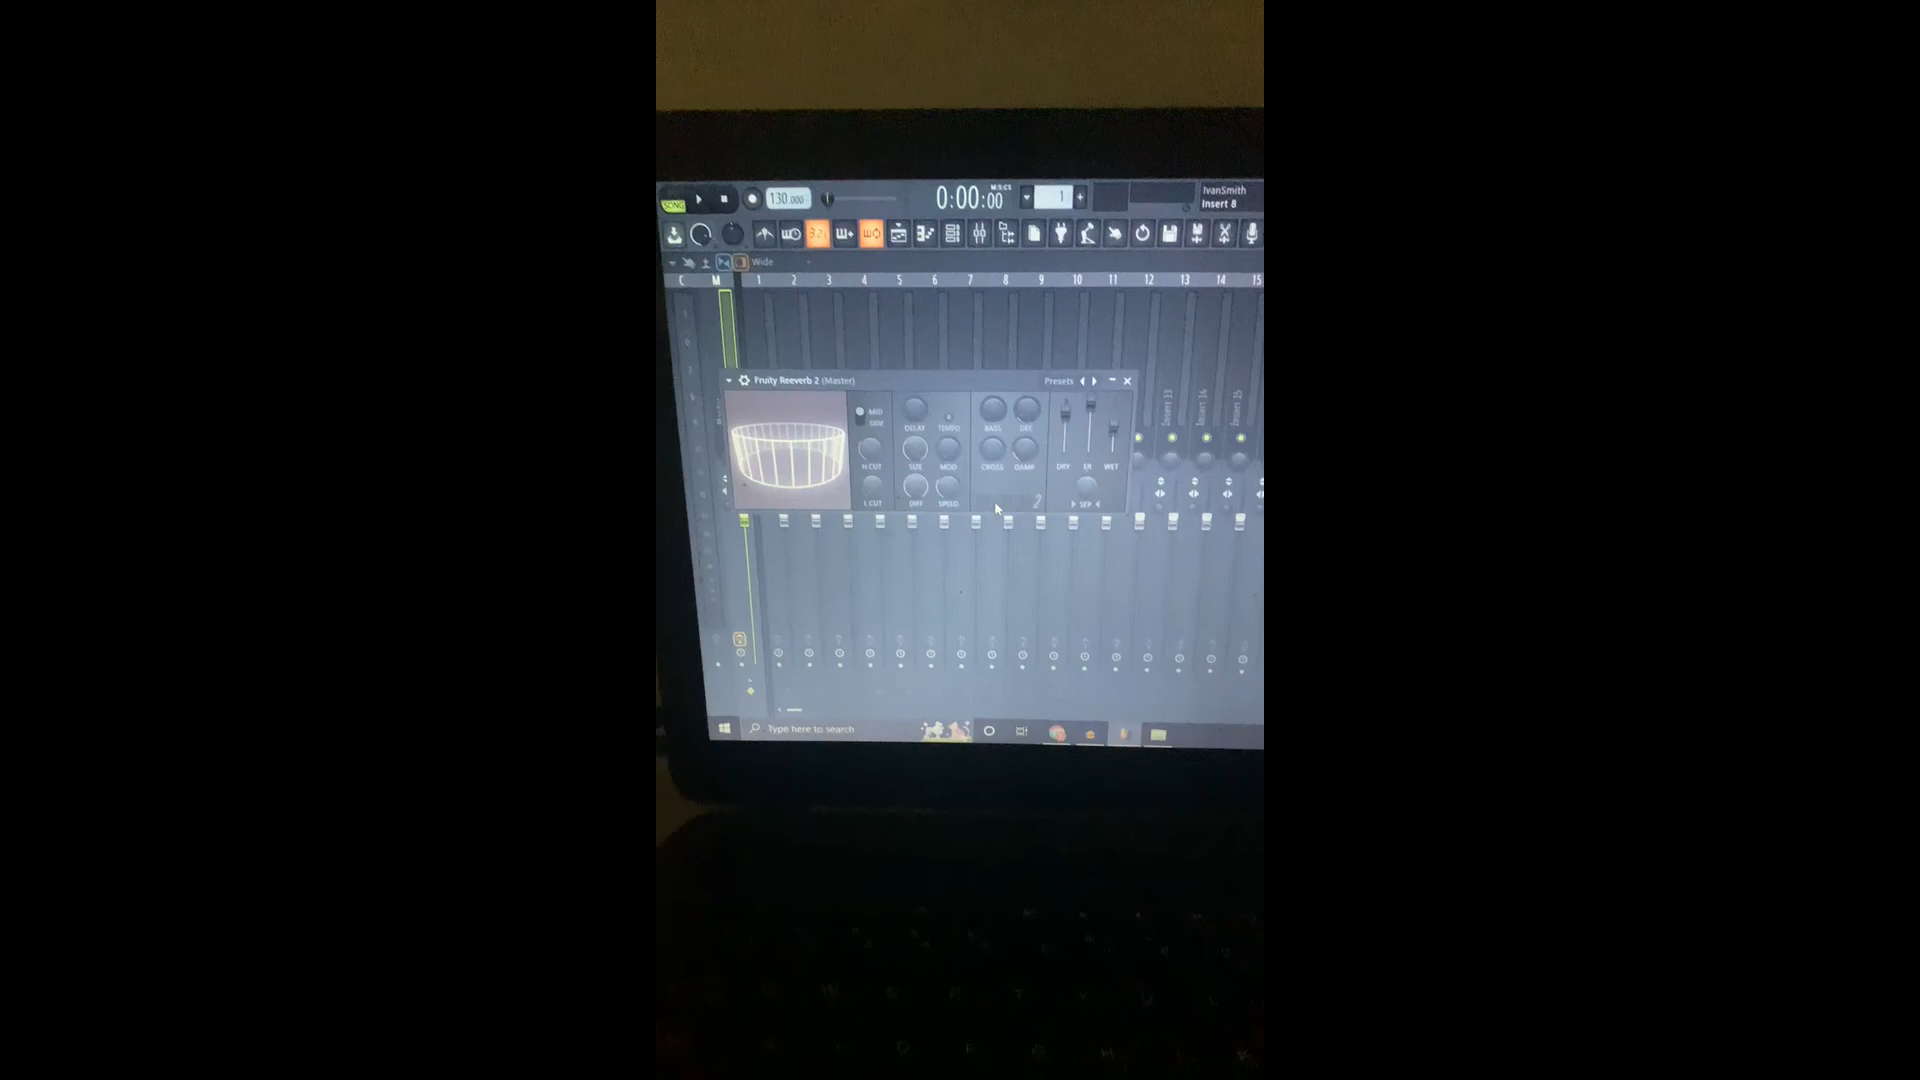 SONG 130.000 0:00:00 M:S:CS 1 IvanSmith
Insert 8
Wide
C M 1 2 3 4 5 6 7 8 9 10 11 12 13 14 15
Fruity Reeverb 2 (Master) Presets
MID
SIDE
DELAY TEMPO BASS DEC
H.CUT SIZE MOD CROSS DAMP DRY ER WET
L.CUT DIFF SPEED 2 SEP
Insert 13 Insert 14 Insert 15
Type here to search